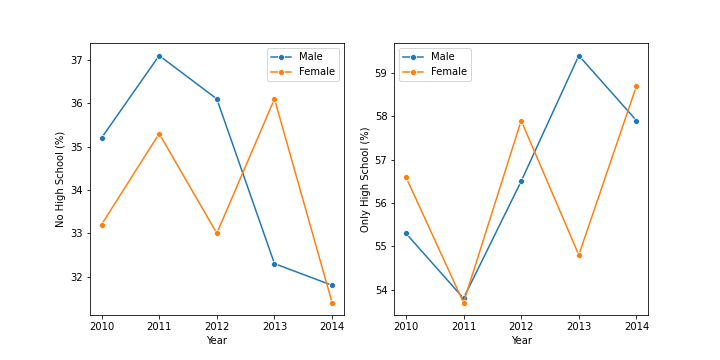 No High School (%)
37
36
35
34
33
32
2010 2011 2012 2013 2014
Year
Male
Female
Only High School (%)
59
58
57
56
55
54
2010 2011 2012 2013 2014
Year
Male
Female